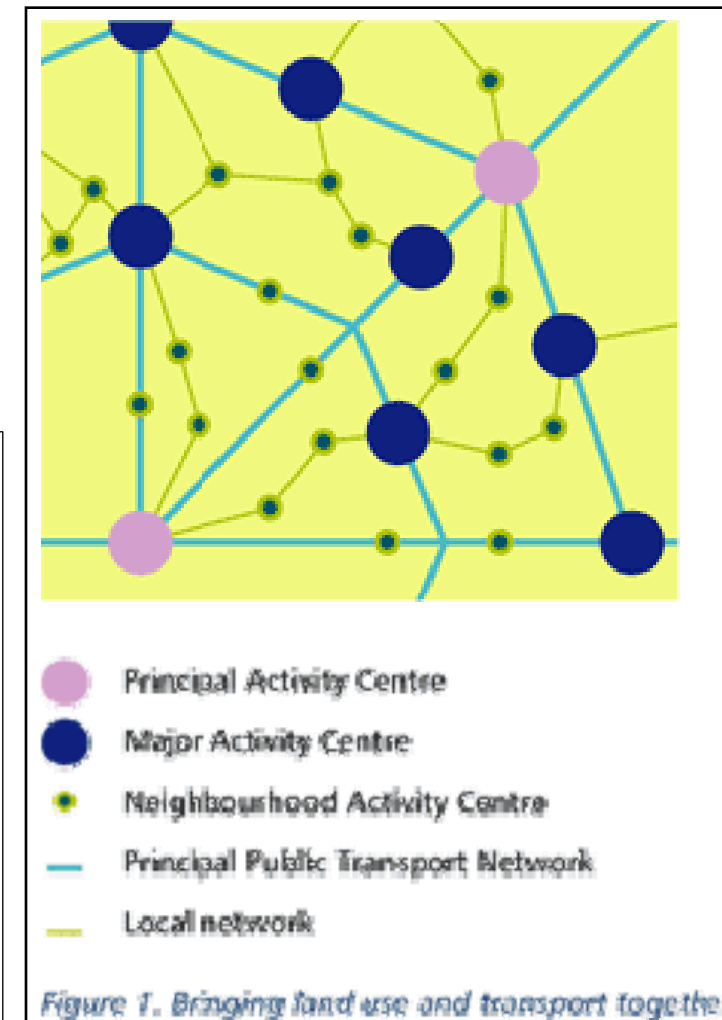 Principal Activity Centre
Major Activity Centre
Neighbourhood Activity Centre
Principal Public Transport Network
Local network
Figure 1. Bringing land use and transport togethe